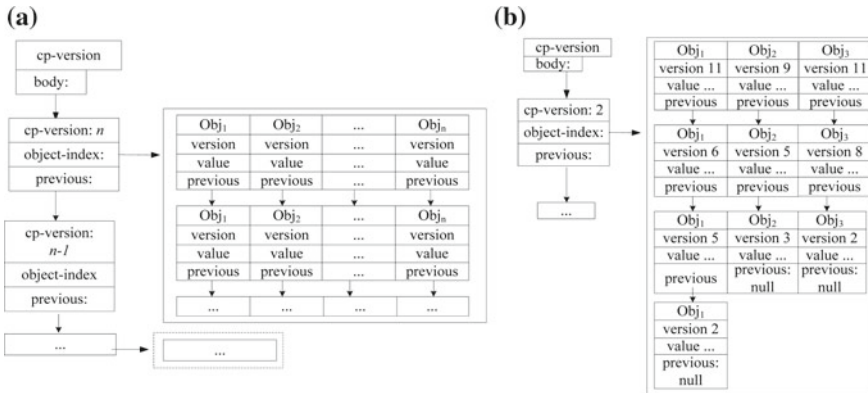 (a)
cp-version
body:
cp-version: n
object-index:
previous:
cp-version:
n-1
object-index
previous:
...
...
Obj1 Obj2 ... Objn
version version ... version
value value ... value
previous previous ... previous
Obj1 Obj2 ... Objn
version version ... version
value value ... value
previous previous ... previous
... ... ... ...
(b)
cp-version
body:
cp-version: 2
object-index:
previous:
...
Obj1 Obj2 Obj3
version 11 version 9 version 11
value ... value ... value ...
previous previous previous
Obj1 Obj2 Obj3
version 6 version 5 version 8
value ... value ... value ...
previous previous previous
Obj1 Obj2 Obj3
version 5 version 3 version 2
value ... value ... value ...
previous previous: previous:
null null
Obj1
version 2
value ...
previous:
null